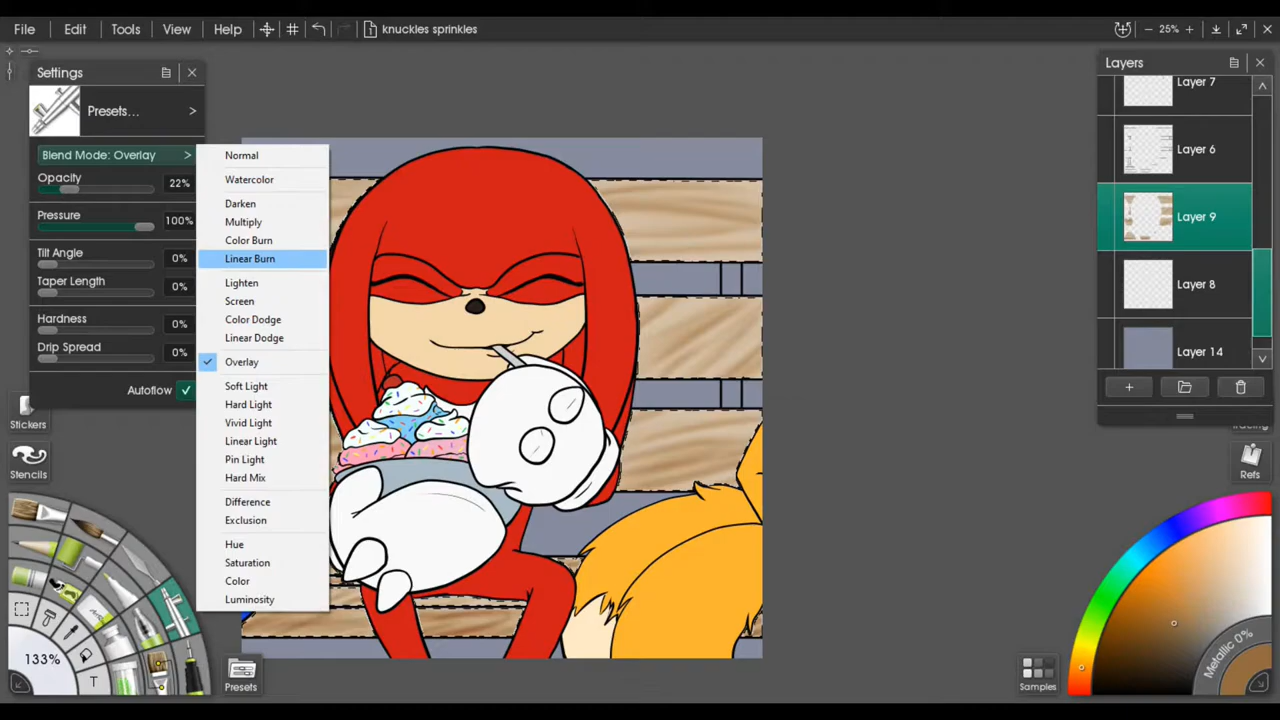 File Edit Tools View Help knuckles sprinkles 25%
Settings
Presets...
Blend Mode: Overlay
Opacity 22%
Pressure 100%
Tilt Angle 0%
Taper Length 0%
Hardness 0%
Drip Spread 0%
Autoflow
Normal
Watercolor
Darken
Multiply
Color Burn
Linear Burn
Lighten
Screen
Color Dodge
Linear Dodge
Overlay
Soft Light
Hard Light
Vivid Light
Linear Light
Pin Light
Hard Mix
Difference
Exclusion
Hue
Saturation
Color
Luminosity
Stickers
Stencils
133%
T
Presets
Layers
Layer 7
Layer 6
Layer 9
Layer 8
Layer 14
Tracing
Refs
Samples
Metallic 0%